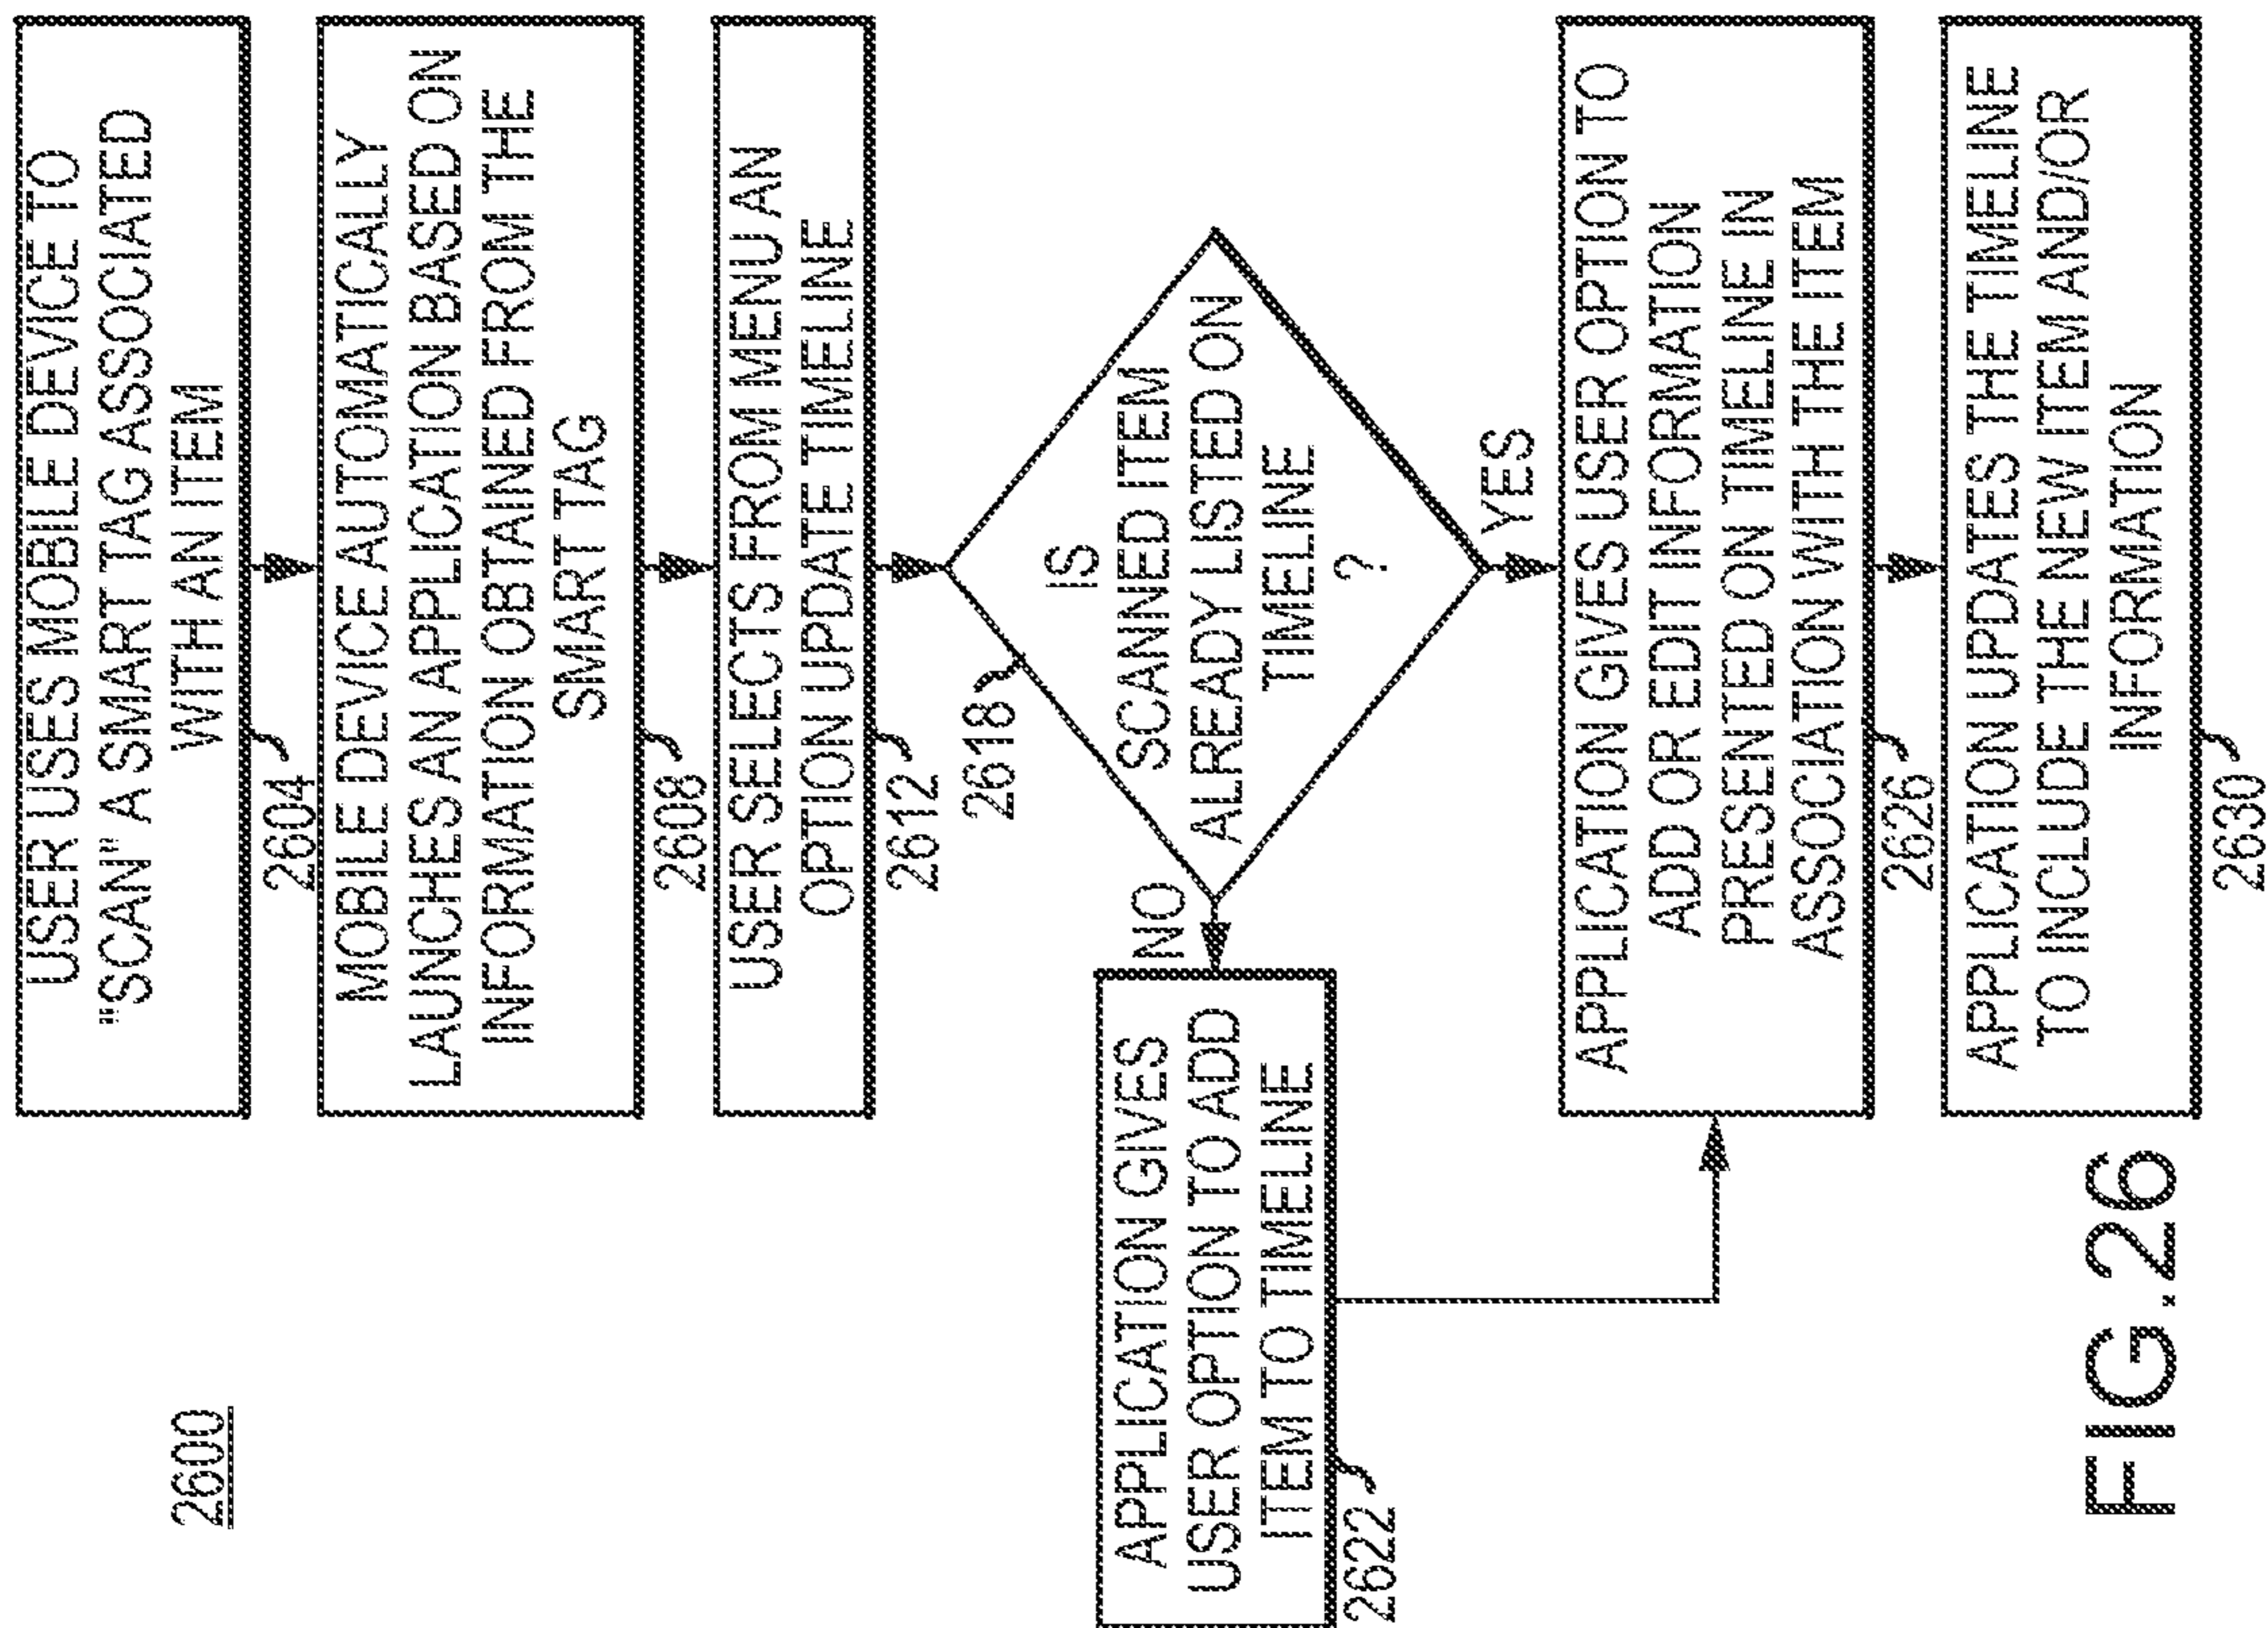 2600
USER USES MOBILE DEVICE TO
"SCAN" A SMART TAG ASSOCIATED
WITH AN ITEM
2604
MOBILE DEVICE AUTOMATICALLY
LAUNCHES AN APPLICATION BASED ON
INFORMATION OBTAINED FROM THE
SMART TAG
2608
USER SELECTS FROM MENU AN
OPTION UPDATE TIMELINE
2612
2618
IS
SCANNED ITEM
ALREADY LISTED ON
TIMELINE
?
NO
YES
APPLICATION GIVES
USER OPTION TO ADD
ITEM TO TIMELINE
2622
APPLICATION GIVES USER OPTION TO
ADD OR EDIT INFORMATION
PRESENTED ON TIMELINE IN
ASSOCIATION WITH THE ITEM
2626
APPLICATION UPDATES THE TIMELINE
TO INCLUDE THE NEW ITEM AND/OR
INFORMATION
2630
FIG.26